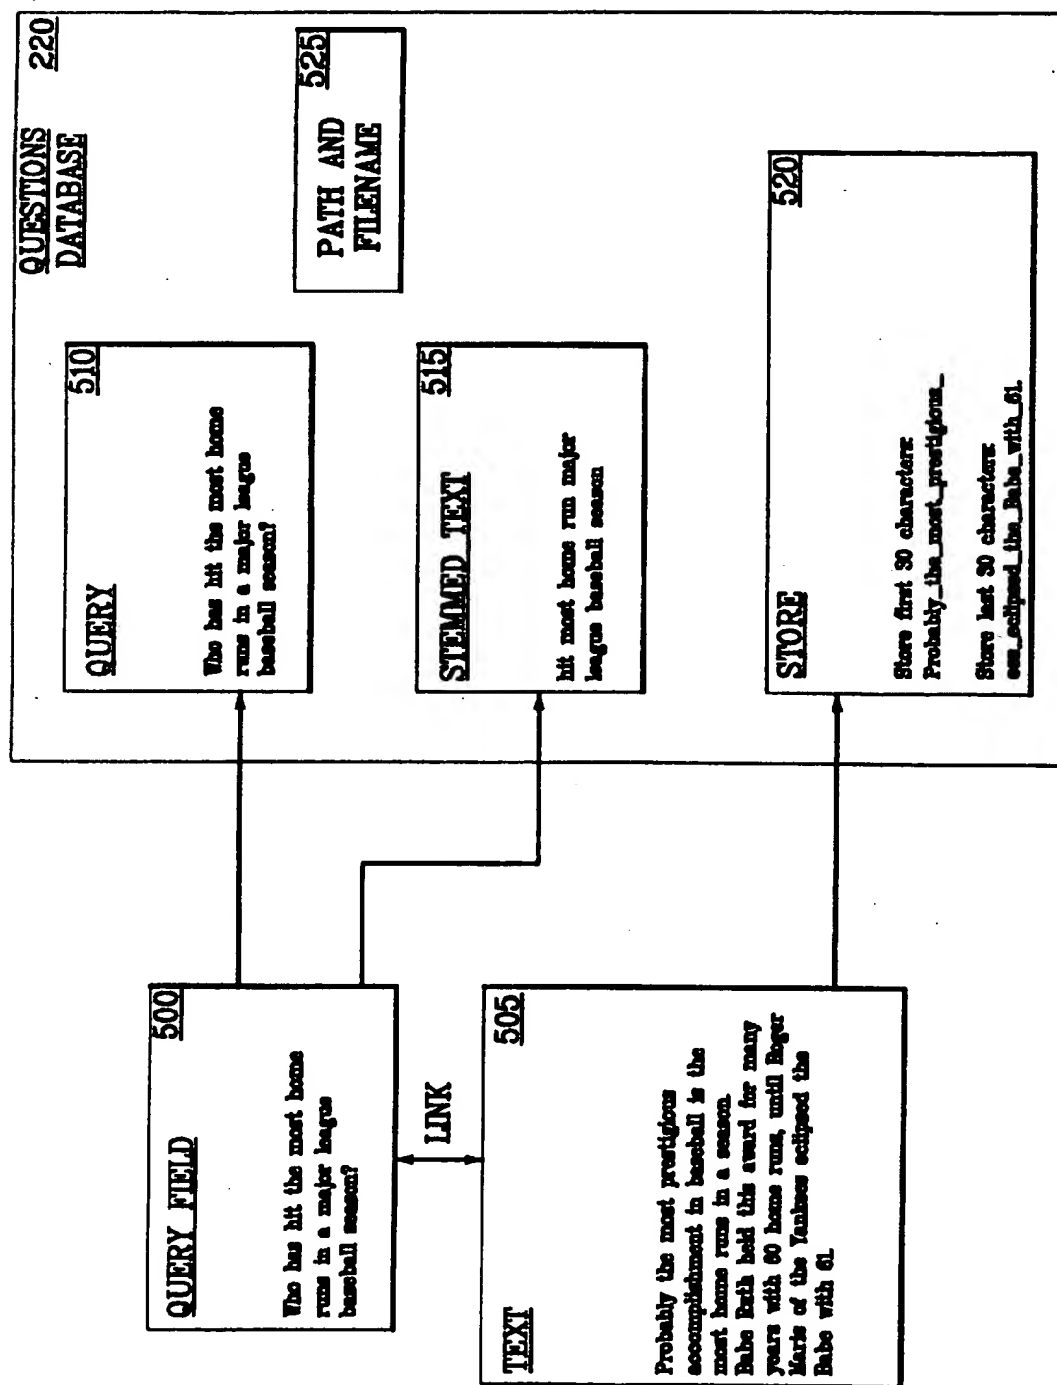 QUERY FIELD 500
Who has hit the most home
runs in a major league
baseball season?
LINK
TEXT 505
Probably the most prestigious
accomplishment in baseball is the
most home runs in a season.
Babe Ruth held this award for many
years with 60 home runs, until Roger
Maris of the Yankees eclipsed the
Babe with 61.
QUESTIONS 220
DATABASE
QUERY 510
Who has hit the most home
runs in a major league
baseball season?
PATH AND 525
FILENAME
STEMMED TEXT 515
hit most home run major
league baseball season
STORE 520
Store first 30 characters:
Probably_the_most_prestigious_
Store last 30 characters:
ees_eclipsed_the_Babe_with_61.